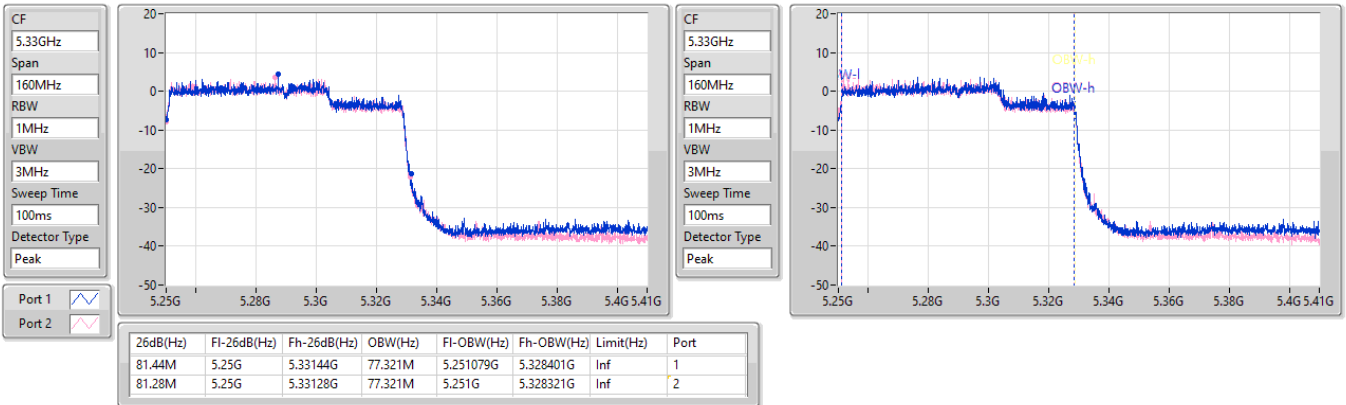 CF
5.33GHz
Span
160MHz
RBW
1MHz
VBW
3MHz
Sweep Time
100ms
Detector Type
Peak
Port 1
Port 2
20
10
0
-10
-20
-30
-40
-50
5.25G 5.28G 5.3G 5.32G 5.34G 5.36G 5.38G 5.4G 5.41G
CF
5.33GHz
Span
160MHz
RBW
1MHz
VBW
3MHz
Sweep Time
100ms
Detector Type
Peak
20
10
0
-10
-20
-30
-40
-50
W-l
OBW-h
OBW-h
5.25G 5.28G 5.3G 5.32G 5.34G 5.36G 5.38G 5.4G 5.41G
26dB(Hz) Fl-26dB(Hz) Fh-26dB(Hz) OBW(Hz) Fl-OBW(Hz) Fh-OBW(Hz) Limit(Hz) Port
81.44M 5.25G 5.33144G 77.321M 5.251079G 5.328401G Inf 1
81.28M 5.25G 5.33128G 77.321M 5.251G 5.328321G Inf 2